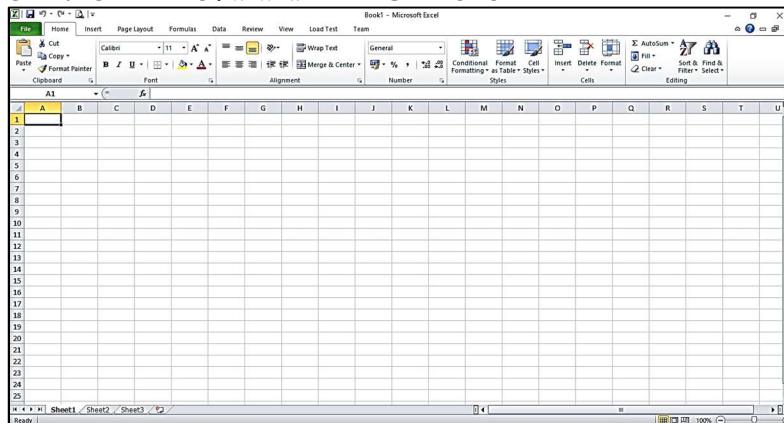 Book1 - Microsoft Excel
File Home Insert Page Layout Formulas Data Review View Load Test Team
Cut
Copy
Format Painter
Paste
Clipboard
Calibri 11 A A
B I U A
Font
Wrap Text
Merge & Center
Alignment
General
% ,
Number
Conditional Formatting
Format as Table
Cell Styles
Styles
Insert Delete Format
Cells
Σ AutoSum
Fill
Clear
Sort & Filter
Find & Select
Editing
A1 fx
A B C D E F G H I J K L M N O P Q R S T U
1
2
3
4
5
6
7
8
9
10
11
12
13
14
15
16
17
18
19
20
21
22
23
24
25
Sheet1 Sheet2 Sheet3
Ready 100%